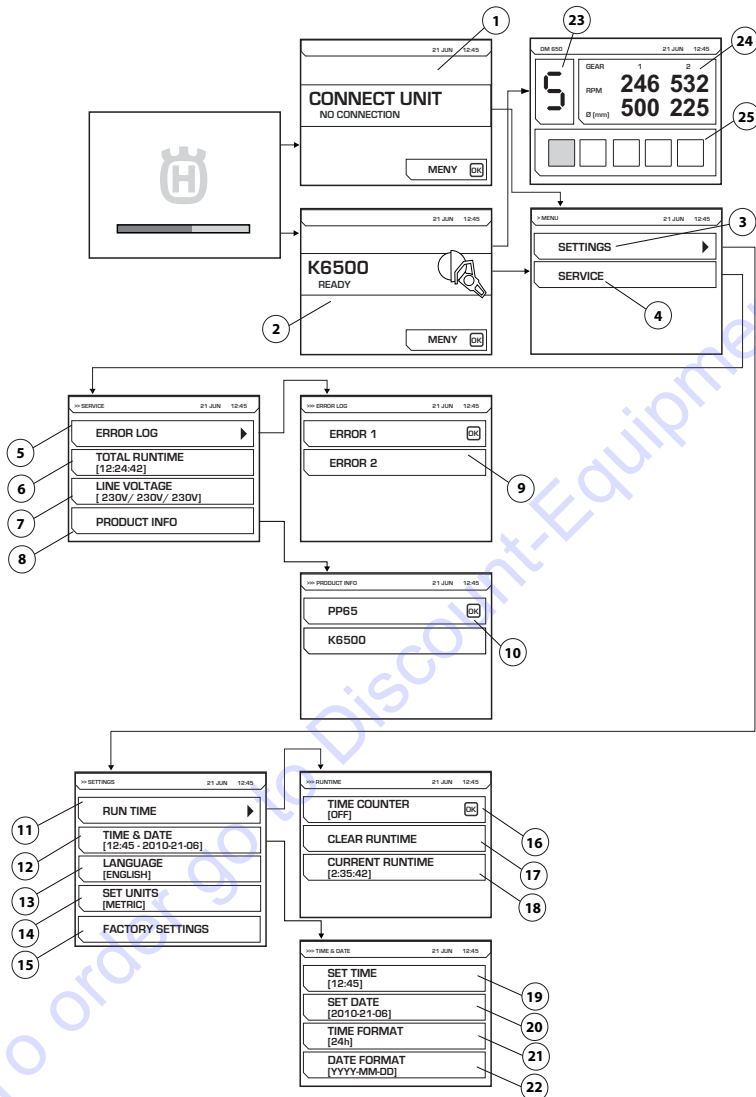 1
21 JUN 12:45
CONNECT UNIT
NO CONNECTION
MENY OK
23
24
25
DM 650 21 JUN 12:45
GEAR 1 2
RPM 246 532
Ø [mm] 500 225
5
H
21 JUN 12:45
K6500
READY
MENY OK
2
> MENU 21 JUN 12:45
SETTINGS
SERVICE
3
4
>> SERVICE 21 JUN 12:45
ERROR LOG
TOTAL RUNTIME
[12:24:42]
LINE VOLTAGE
[ 230V/ 230V/ 230V]
PRODUCT INFO
5
6
7
8
>>> ERROR LOG 21 JUN 12:45
ERROR 1 OK
ERROR 2
9
>>> PRODUCT INFO 21 JUN 12:45
PP65 OK
K6500
10
>> SETTINGS 21 JUN 12:45
RUN TIME
TIME & DATE
[12:45 - 2010-21-06]
LANGUAGE
[ENGLISH]
SET UNITS
[METRIC]
FACTORY SETTINGS
11
12
13
14
15
>>> RUNTIME 21 JUN 12:45
TIME COUNTER OK
[OFF]
CLEAR RUNTIME
CURRENT RUNTIME
[2:35:42]
16
17
18
>>> TIME & DATE 21 JUN 12:45
SET TIME
[12:45]
SET DATE
[2010-21-06]
TIME FORMAT
[24h]
DATE FORMAT
[YYYY-MM-DD]
19
20
21
22
To order go to Discount-Equipmen